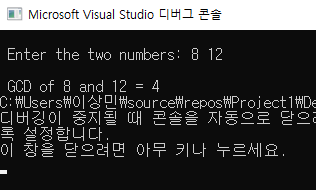 Microsoft Visual Studio 디버그 콘솔
Enter the two numbers: 8 12
GCD of 8 and 12 = 4
C:₩Users₩이상민₩source₩repos₩Project1₩De
디버깅이 중지될 때 콘솔을 자동으로 닫으
록 설정합니다.
이 창을 닫으려면 아무 키나 누르세요.